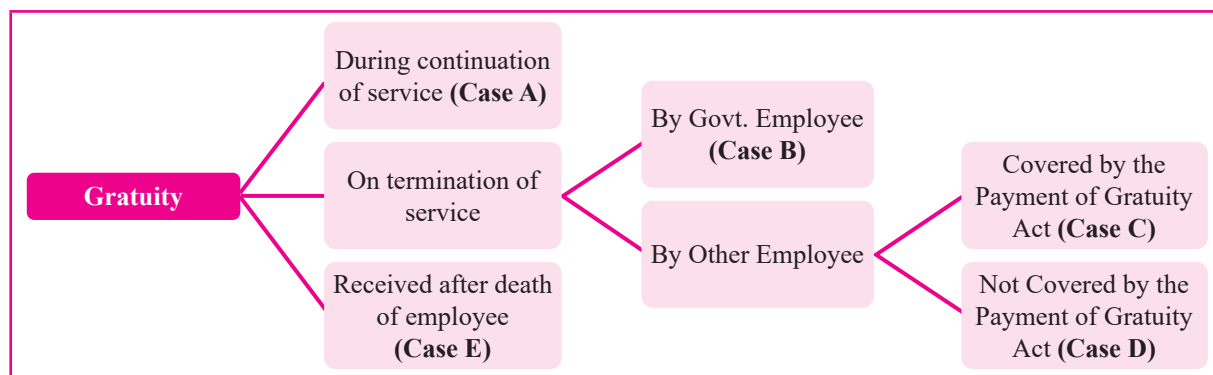 Gratuity
During continuation
of service (Case A)
On termination of
service
Received after death
of employee
(Case E)
By Govt. Employee
(Case B)
By Other Employee
Covered by the
Payment of Gratuity
Act (Case C)
Not Covered by the
Payment of Gratuity
Act (Case D)